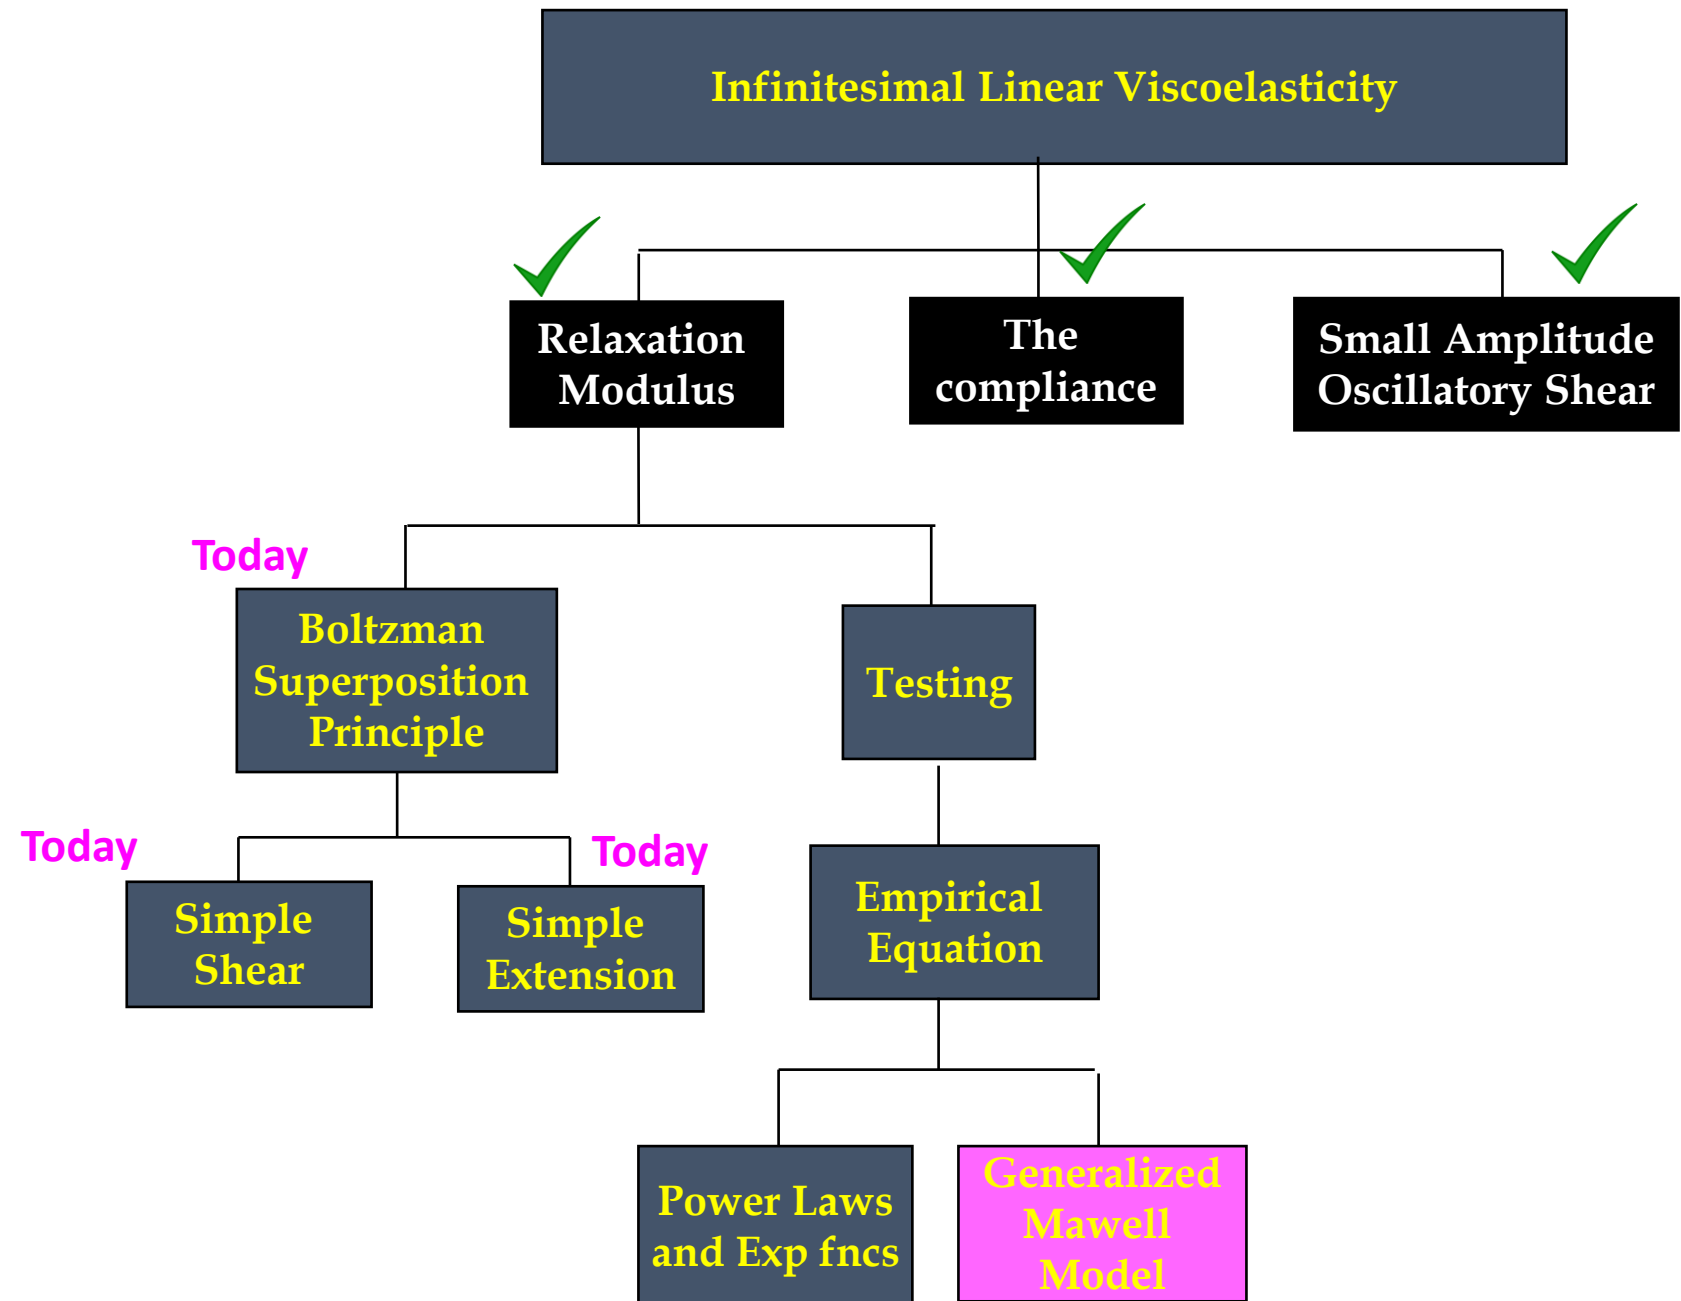 Infinitesimal Linear Viscoelasticity
Relaxation
Modulus
The
compliance
Small Amplitude
Oscillatory Shear
Today
Boltzman
Superposition
Principle
Testing
Today
Today
Simple
Shear
Simple
Extension
Empirical
Equation
Power Laws
and Exp fncs
Generalized
Mawell
Model